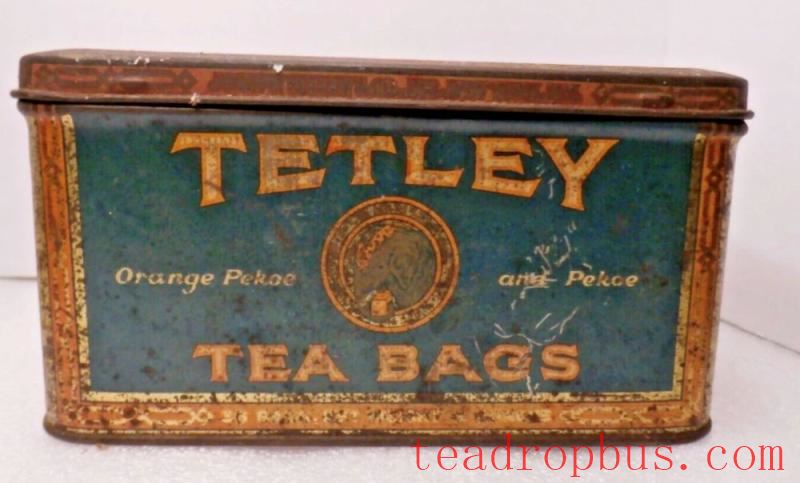 TETLEY
Orange Pekoe and Pekoe
TEA BAGS
teadropbus.com